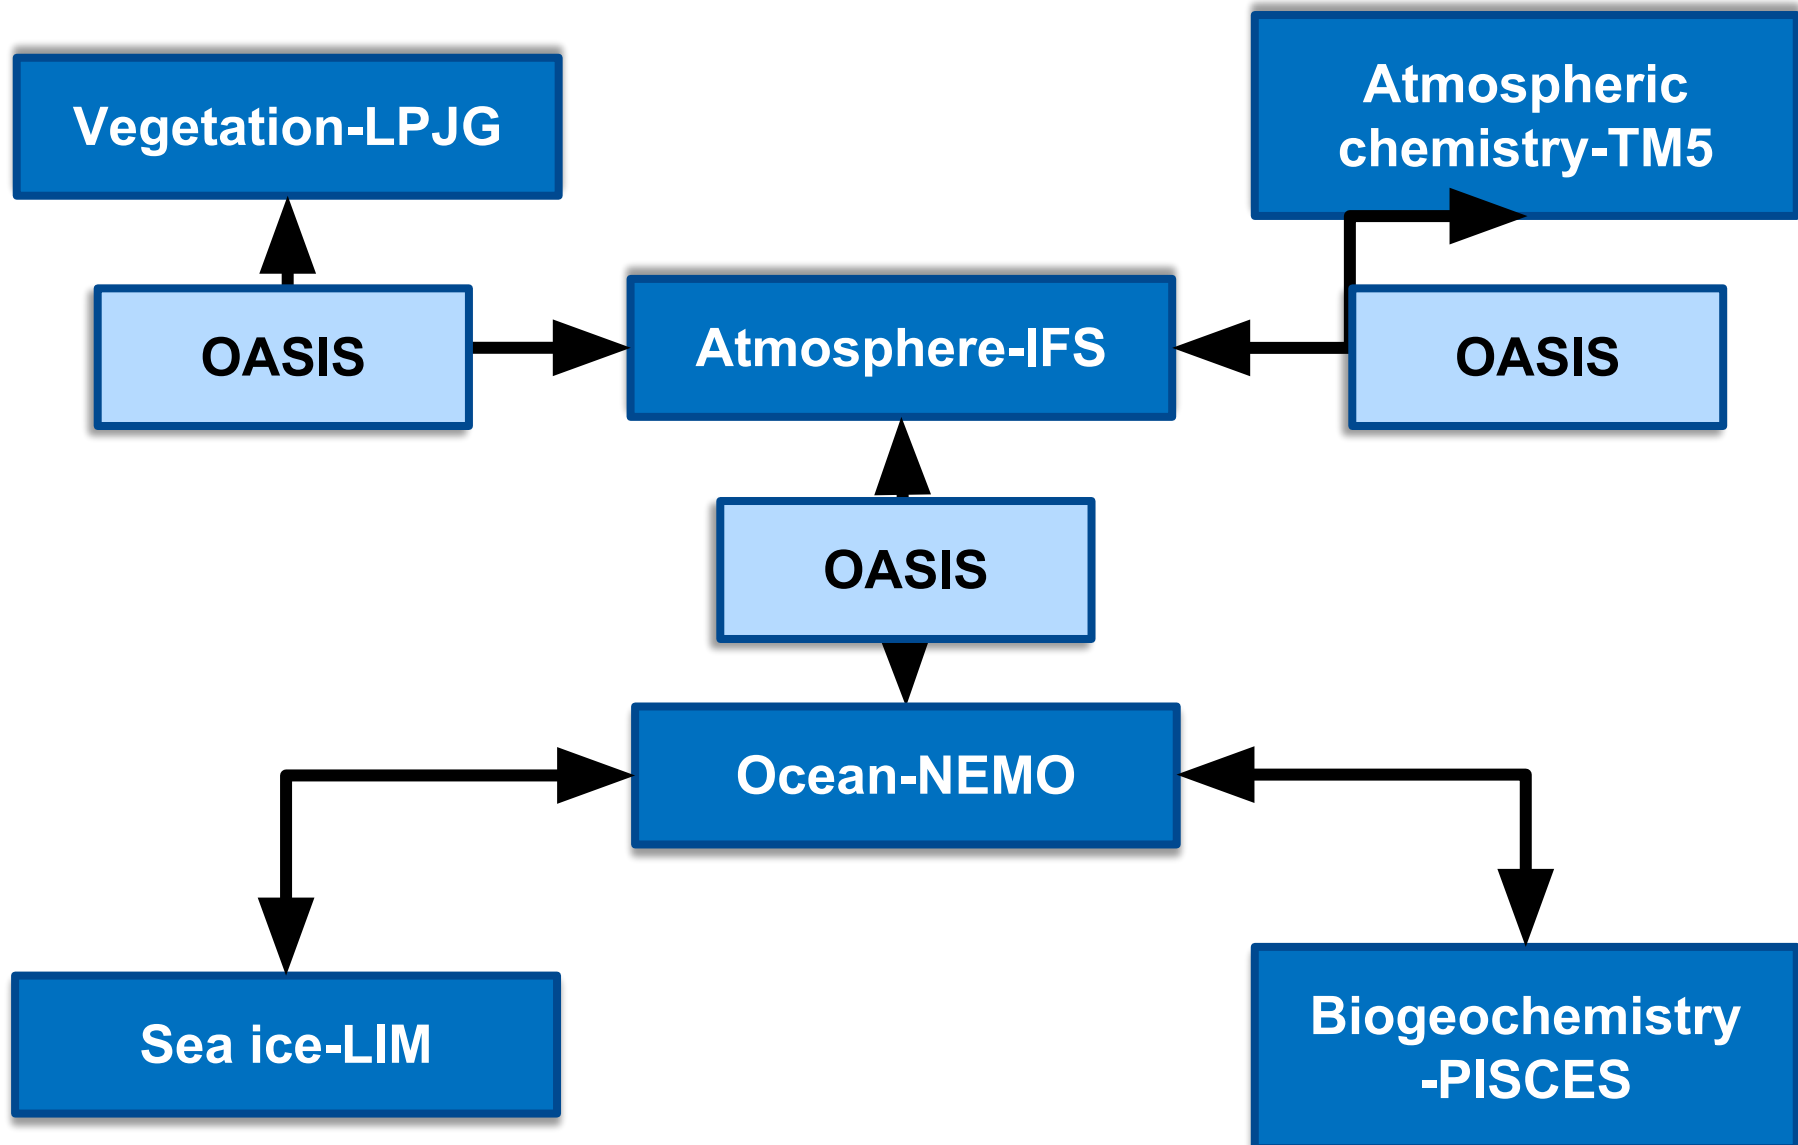 Vegetation-LPJG
Atmospheric
chemistry-TM5
OASIS
Atmosphere-IFS
OASIS
OASIS
Ocean-NEMO
Sea ice-LIM
Biogeochemistry
-PISCES